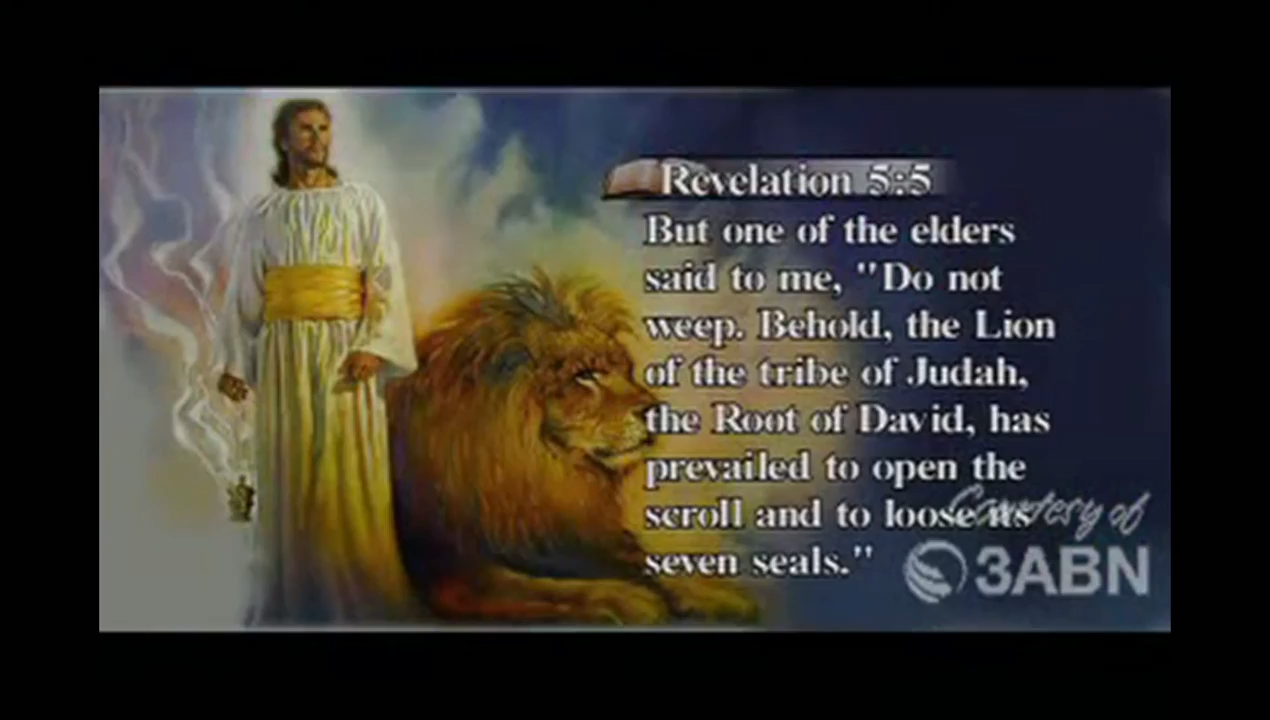 Revelation 5:5
But one of the elders
said to me, "Do not
weep. Behold, the Lion
of the tribe of Judah,
the Root of David, has
prevailed to open the
scroll and to loose its
seven seals."
Courtesy of
3ABN